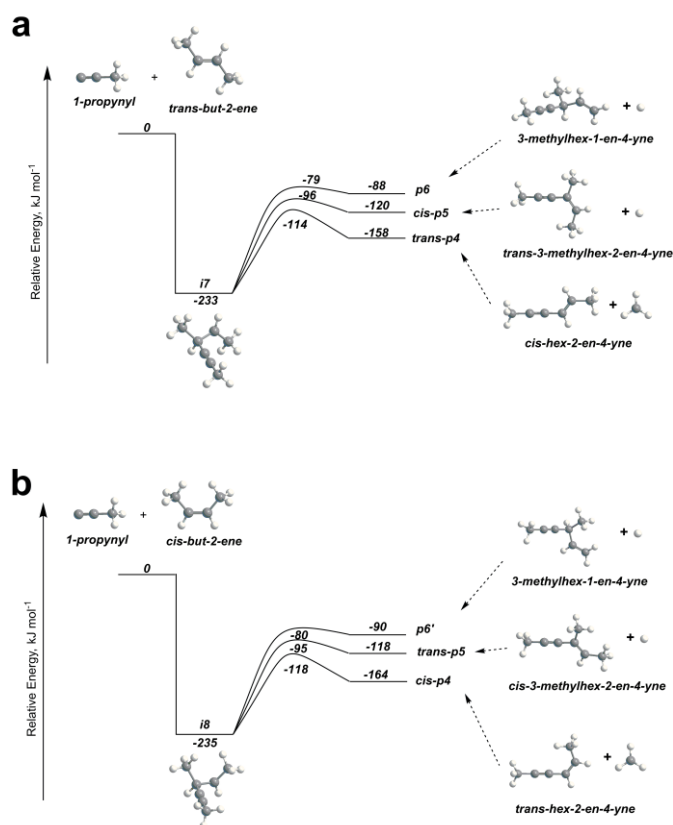 a
1-propynyl
+
trans-but-2-ene
Relative Energy, kJ mol-1
0
i7
-233
-79
-88
p6
-96
-120
cis-p5
-114
-158
trans-p4
+
3-methylhex-1-en-4-yne
+
trans-3-methylhex-2-en-4-yne
+
cis-hex-2-en-4-yne
b
1-propynyl
+
cis-but-2-ene
Relative Energy, kJ mol-1
0
i8
-235
-80
-90
p6'
-95
-118
trans-p5
-118
-164
cis-p4
+
3-methylhex-1-en-4-yne
+
cis-3-methylhex-2-en-4-yne
+
trans-hex-2-en-4-yne